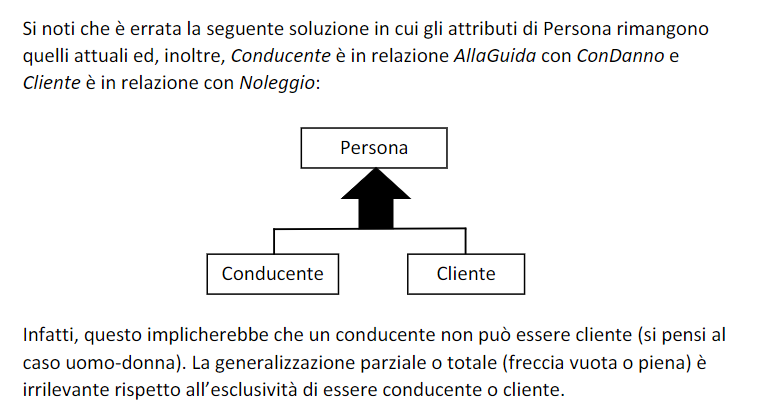 Si noti che è errata la seguente soluzione in cui gli attributi di Persona rimangono
quelli attuali ed, inoltre, Conducente è in relazione AllaGuida con ConDanno e
Cliente è in relazione con Noleggio:
Persona
Conducente
Cliente
Infatti, questo implicherebbe che un conducente non può essere cliente (si pensi al
caso uomo-donna). La generalizzazione parziale o totale (freccia vuota o piena) è
irrilevante rispetto all’esclusività di essere conducente o cliente.